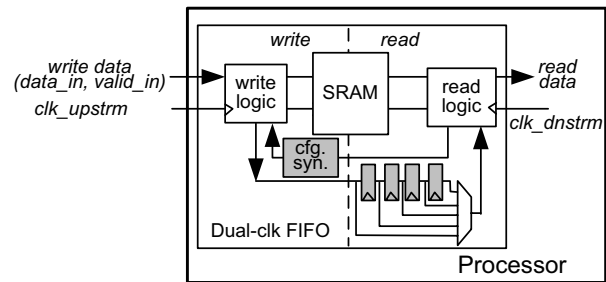 write read
write data
(data_in, valid_in)
clk_upstrm
write
logic
SRAM
read
logic
read
data
clk_dnstrm
cfg.
syn.
Dual-clk FIFO
Processor